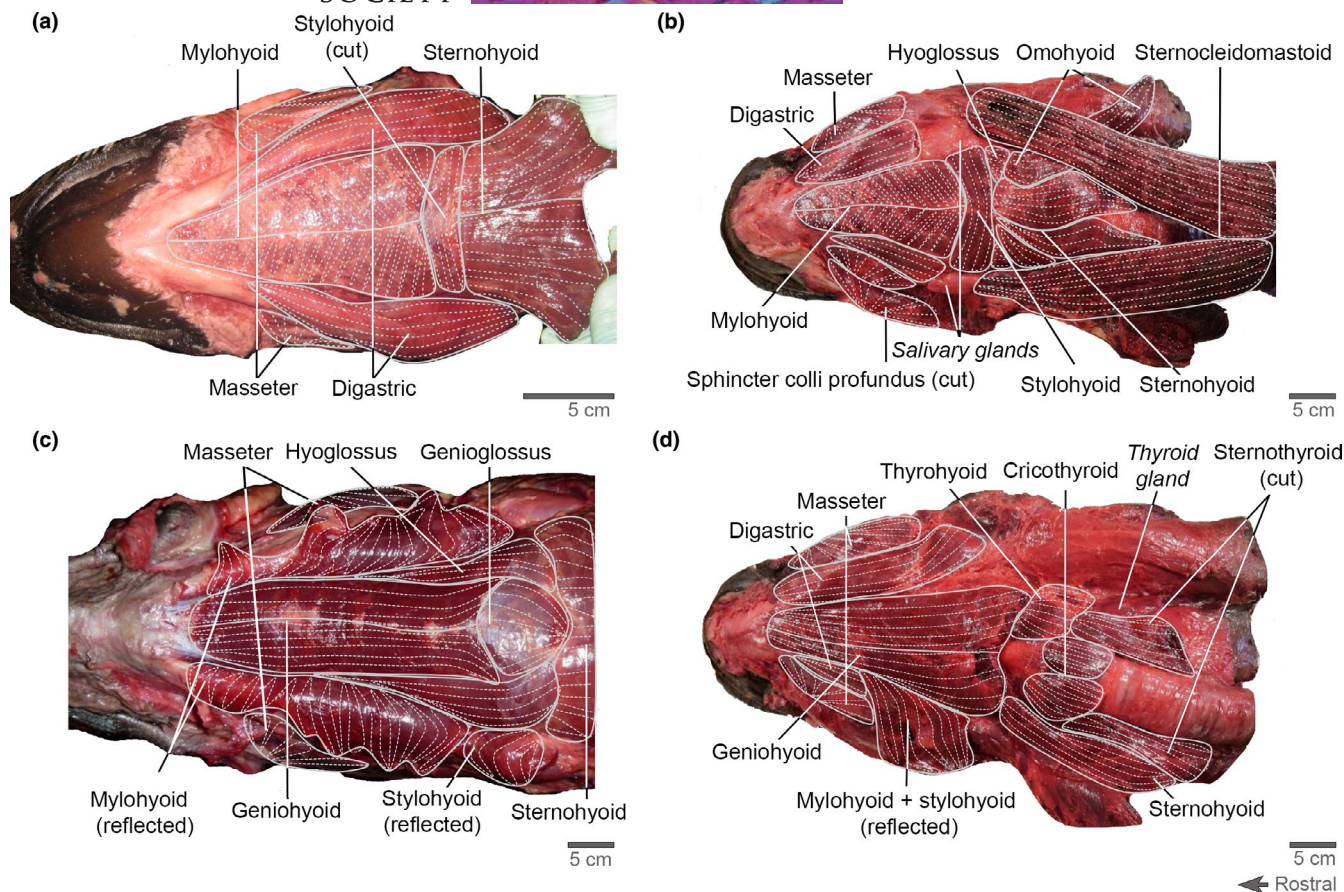 SOCIETY
(a)
Stylohyoid
(cut)
Mylohyoid
Sternohyoid
Masseter
Digastric
5 cm
(b)
Hyoglossus
Omohyoid
Sternocleidomastoid
Masseter
Digastric
Mylohyoid
Salivary glands
Sphincter colli profundus (cut)
Stylohyoid
Sternohyoid
5 cm
(c)
Masseter
Hyoglossus
Genioglossus
Mylohyoid
(reflected)
Geniohyoid
Stylohyoid
(reflected)
Sternohyoid
5 cm
(d)
Thyrohyoid
Cricothyroid
Thyroid
gland
Sternothyroid
(cut)
Masseter
Digastric
Geniohyoid
Mylohyoid + stylohyoid
(reflected)
Sternohyoid
5 cm
Rostral